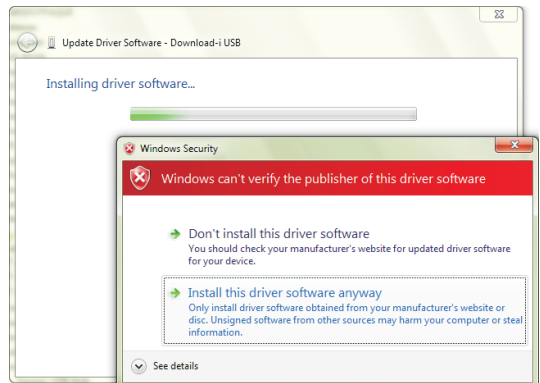 Update Driver Software - Download-i USB
Installing driver software...
Windows Security
Windows can't verify the publisher of this driver software
Don't install this driver software
You should check your manufacturer's website for updated driver software
for your device.
Install this driver software anyway
Only install driver software obtained from your manufacturer's website or
disc. Unsigned software from other sources may harm your computer or steal
information.
See details